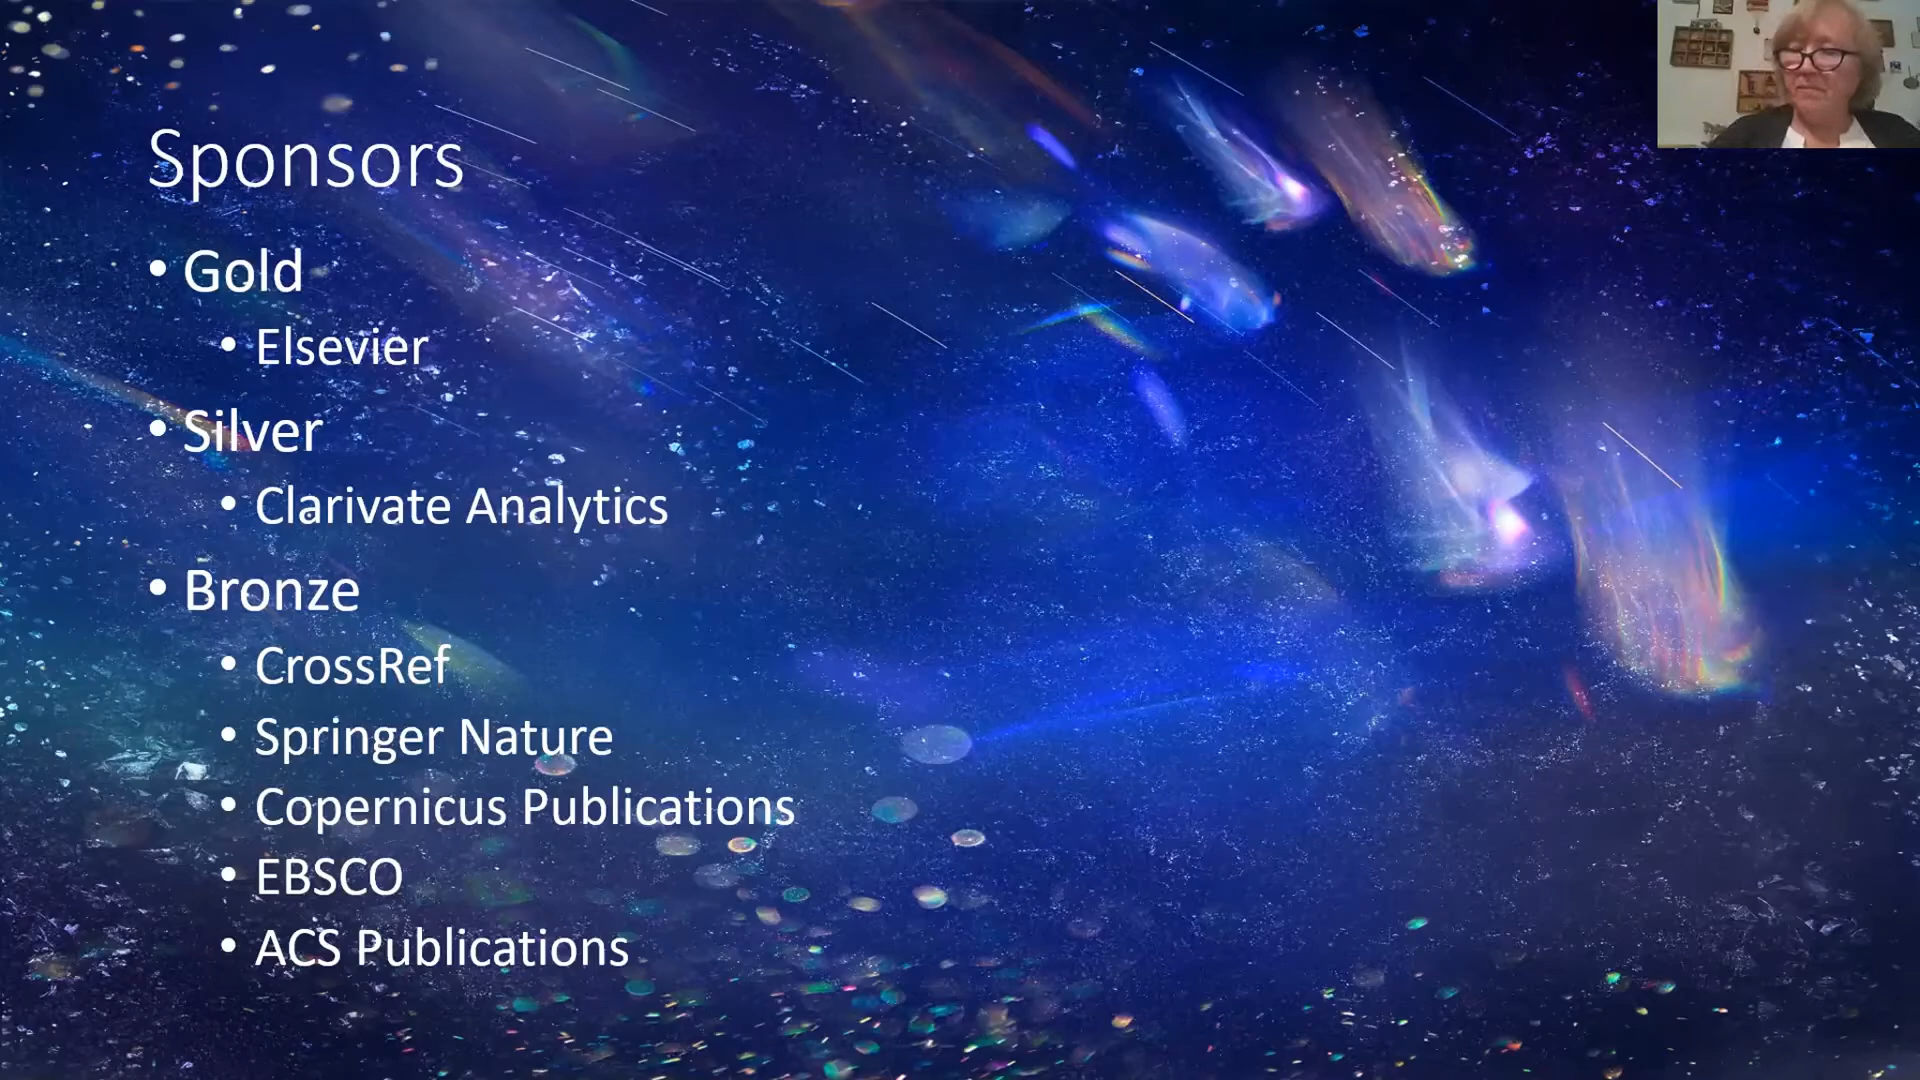 Sponsors
• Gold
• Elsevier
• Silver
• Clarivate Analytics
• Bronze
• CrossRef
• Springer Nature
• Copernicus Publications
• EBSCO
• ACS Publications